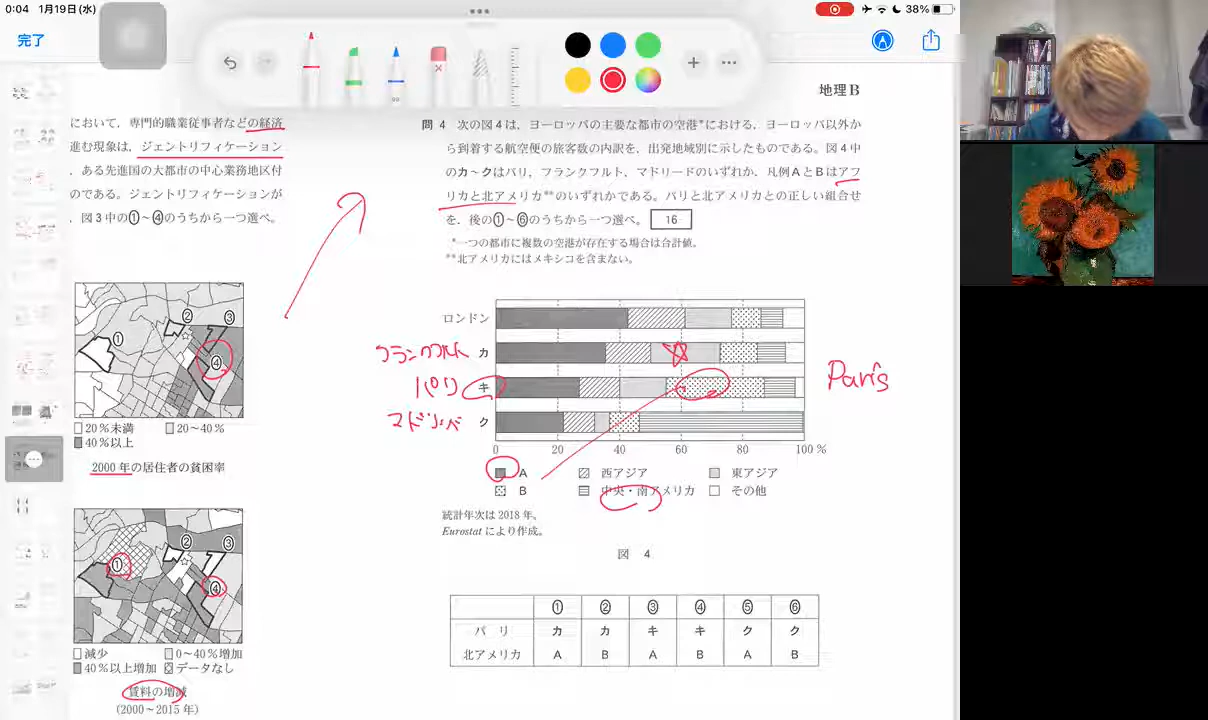 0:04 1月19日(水)
38%
完了
地理B
において，専門的職業従事者などの経済
進む現象は，ジェントリフィケーション
，ある先進国の大都市の中心業務地区付
のである。ジェントリフィケーションが
，図3中の①～④のうちから一つ選べ。
① ② ③ ④
20％未満 20～40％
40％以上
2000年の居住者の貧困率
① ② ③ ④
減少 0～40％増加
40％以上増加 データなし
賃料の増減
(2000～2015年)
問4 次の図4は，ヨーロッパの主要な都市の空港*における，ヨーロッパ以外か
ら到着する航空便の旅客数の内訳を，出発地域別に示したものである。図4中
のカ～クはパリ，フランクフルト，マドリードのいずれか，凡例AとBはアフ
リカと北アメリカ**のいずれかである。パリと北アメリカとの正しい組合せ
を，後の①～⑥のうちから一つ選べ。 16
*一つの都市に複数の空港が存在する場合は合計値。
**北アメリカにはメキシコを含まない。
ロンドン
フランクフルト カ
パリ キ
Paris
ク
0 20 40 60 80 100 %
A 西アジア 東アジア
B 中央・南アメリカ その他
統計年次は2018年。
Eurostatにより作成。
図 4
① ② ③ ④ ⑤ ⑥
パリ カ カ キ キ ク ク
北アメリカ A B A B A B